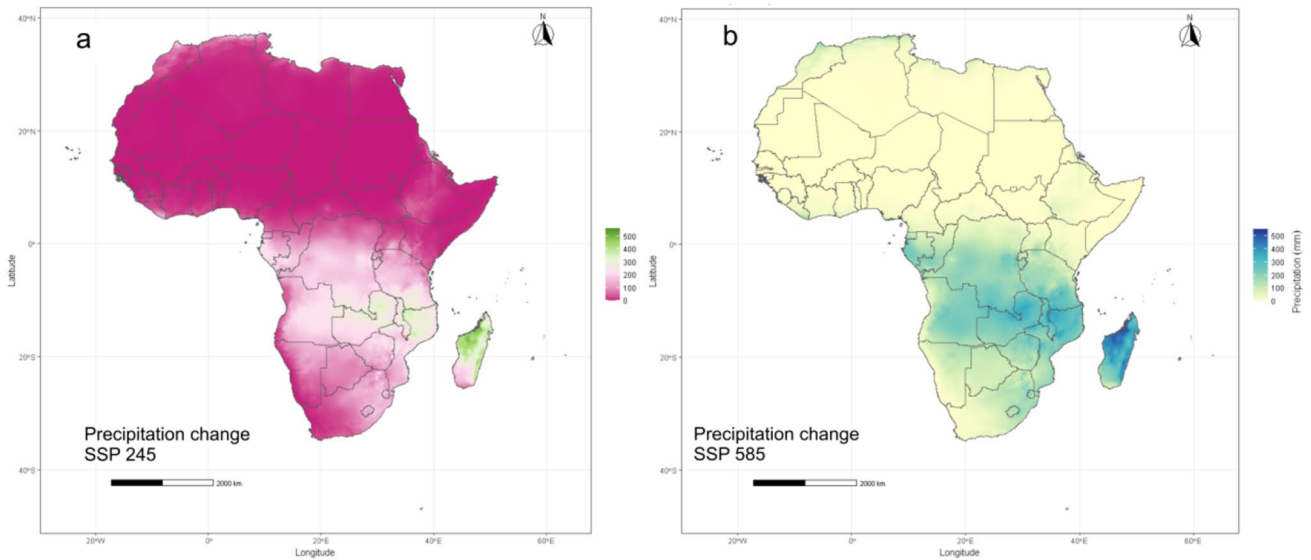 a
N
40°N
20°N
0°
20°S
40°S
Latitude
20°W
0°
20°E
40°E
60°E
Longitude
Precipitation change
SSP 245
2000 km
500
400
300
200
100
0
b
N
40°N
20°N
0°
20°S
40°S
Latitude
20°W
0°
20°E
40°E
60°E
Longitude
Precipitation change
SSP 585
2000 km
500
400
300
200
100
0
Precipitation (mm)